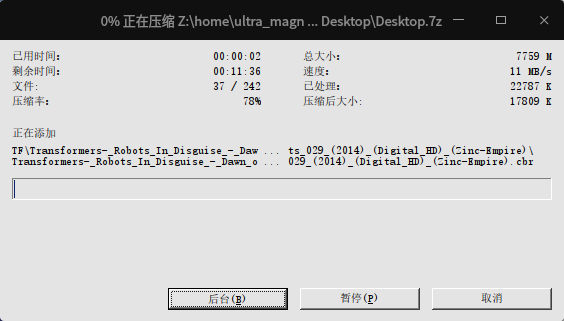 0% 正在压缩 Z:\home\ultra_magn ... Desktop\Desktop.7z
已用时间: 00:00:02 总大小: 7759 M
剩余时间: 00:11:36 速度: 11 MB/s
文件: 37 / 242 已处理: 22787 K
压缩率: 78% 压缩后大小: 17809 K
正在添加
TF\Transformers-_Robots_In_Disguise_-_Daw ... ts_029_(2014)_(Digital_HD)_(Zinc-Empire)\
Transformers-_Robots_In_Disguise_-_Dawn_o ... 029_(2014)_(Digital_HD)_(Zinc-Empire).cbr
后台(B) 暂停(P) 取消